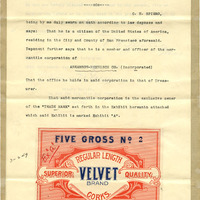 being by me duly sworn on oath according to law deposes and
says: That he is a citizen of the United States of America,
residing in the City and County of San Francisco aforesaid.
Deponent further says that he is a member and officer of the mer-
cantile corporation of
(Incorporated)
That the office he holds in said corporation is that of Treas-
urer.
That said mercantile corporation is the exclusive owner
of the "TRADE MARK" set forth in the Exhibit hereunto attached
which said Exhibit is marked Exhibit "A".
FIVE GROSS No 2
REGULAR LENGTH
SUPERIOR QUALITY
VELVET
BRAND
CORKS